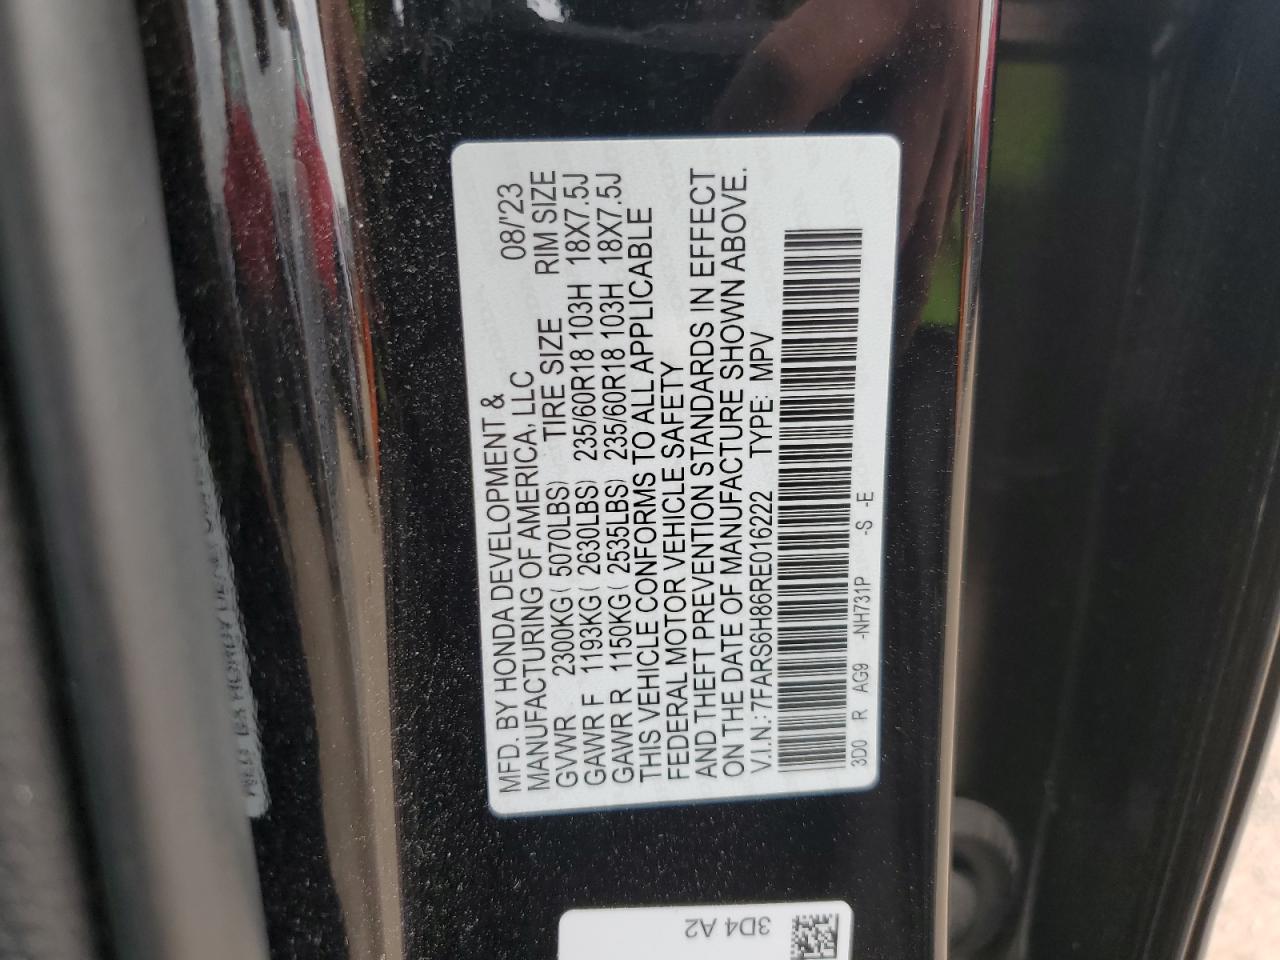 MFD. BY HONDA DEVELOPMENT &
MANUFACTURING OF AMERICA, LLC 08/'23
GVWR 2300KG ( 5070LBS) TIRE SIZE RIM SIZE
GAWR F 1193KG ( 2630LBS) 235/60R18 103H 18X7.5J
GAWR R 1150KG ( 2535LBS) 235/60R18 103H 18X7.5J
THIS VEHICLE CONFORMS TO ALL APPLICABLE
FEDERAL MOTOR VEHICLE SAFETY
AND THEFT PREVENTION STANDARDS IN EFFECT
ON THE DATE OF MANUFACTURE SHOWN ABOVE.
V.I.N.: 7FARS6H86RE016222 TYPE: MPV
3D0 R AG9 -NH731P -S -E
3D4 A2